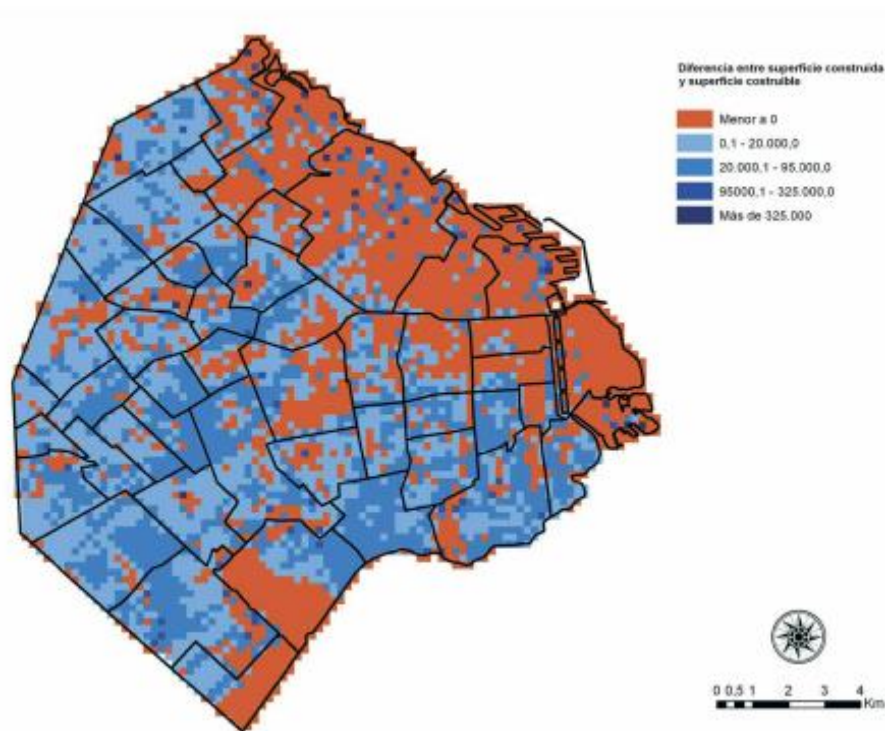 Diferencia entre superficie construida
y superficie costruible
Menor a 0
0,1 - 20.000,0
20.000,1 - 95.000,0
95000,1 - 325.000,0
Más de 325.000
0 0,5 1 2 3 4
Km